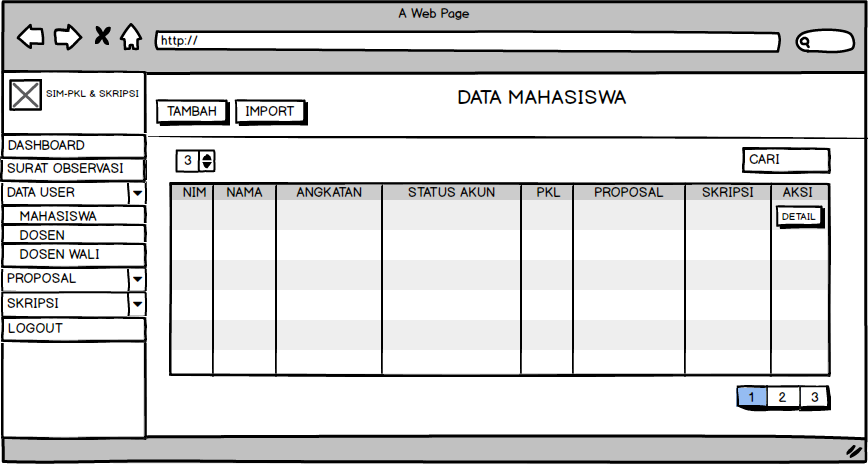 A Web Page
http://
SIM-PKL & SKRIPSI
DATA MAHASISWA
TAMBAH IMPORT
DASHBOARD
SURAT OBSERVASI
DATA USER
MAHASISWA
DOSEN
DOSEN WALI
PROPOSAL
SKRIPSI
LOGOUT
3
CARI
NIM NAMA ANGKATAN STATUS AKUN PKL PROPOSAL SKRIPSI AKSI
DETAIL
1 2 3